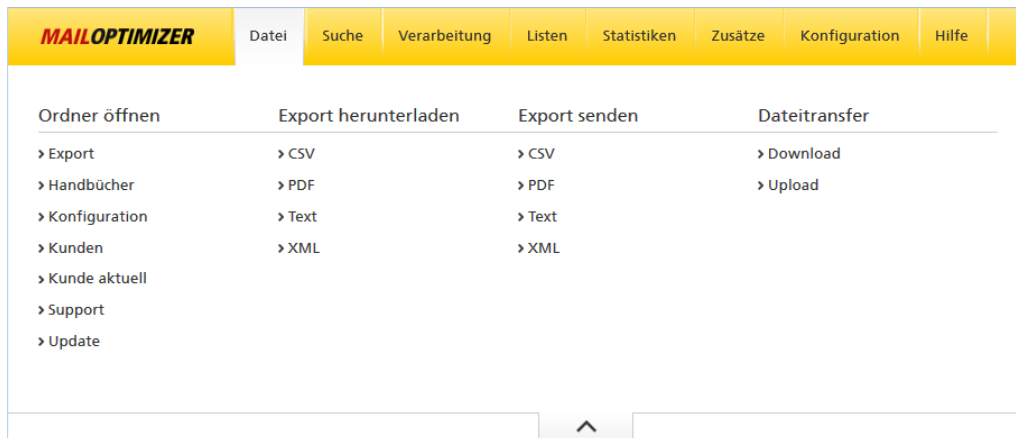 MAILOPTIMIZER Datei Suche Verarbeitung Listen Statistiken Zusätze Konfiguration Hilfe
Ordner öffnen
Export
Handbücher
Konfiguration
Kunden
Kunde aktuell
Support
Update
Export herunterladen
CSV
PDF
Text
XML
Export senden
CSV
PDF
Text
XML
Dateitransfer
Download
Upload